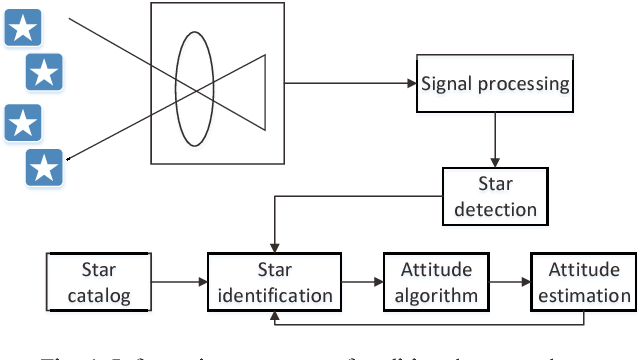 Signal processing
Star
detection
Star
catalog
Star
identification
Attitude
algorithm
Attitude
estimation